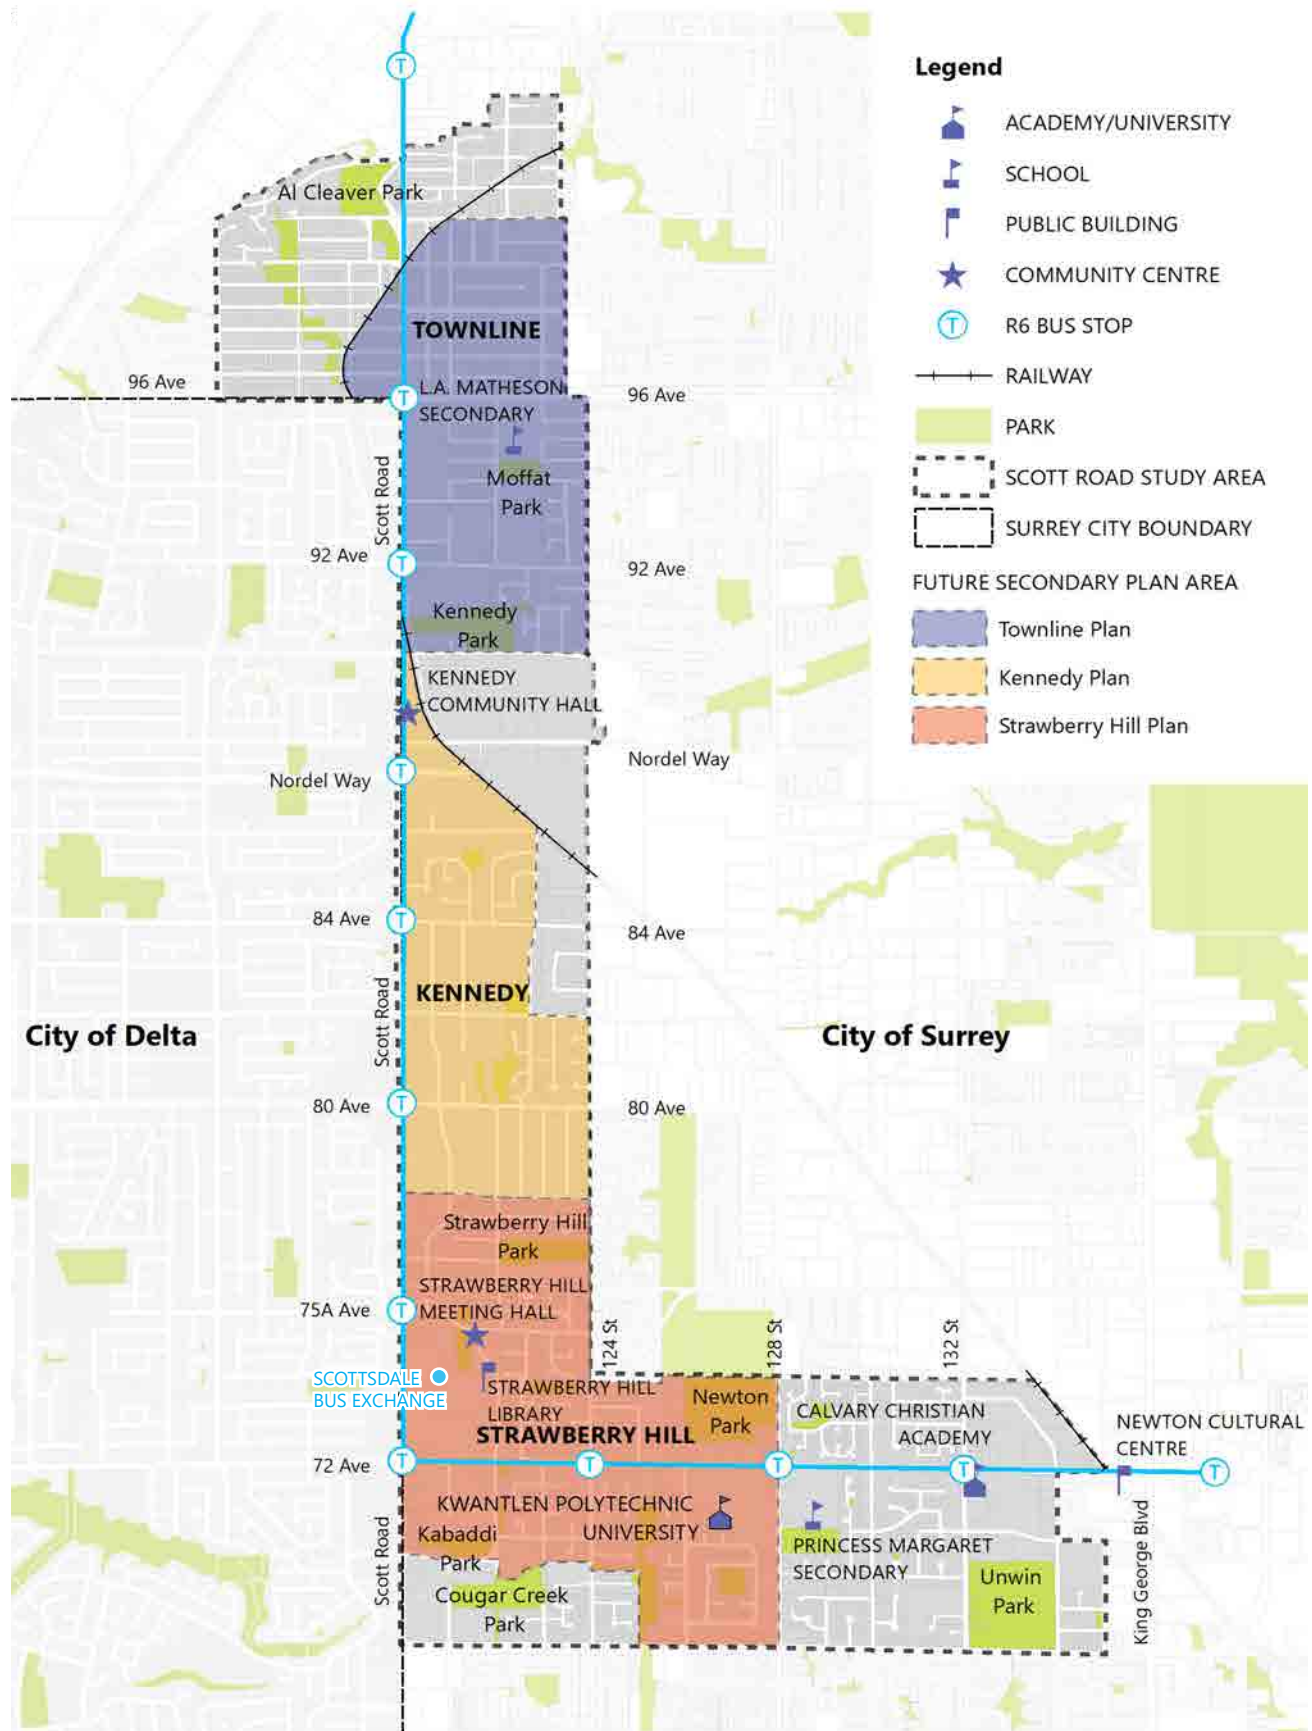 Legend
ACADEMY/UNIVERSITY
SCHOOL
PUBLIC BUILDING
COMMUNITY CENTRE
T
R6 BUS STOP
RAILWAY
PARK
SCOTT ROAD STUDY AREA
SURREY CITY BOUNDARY
FUTURE SECONDARY PLAN AREA
Townline Plan
Kennedy Plan
Strawberry Hill Plan
T
Al Cleaver Park
TOWNLINE
96 Ave
T
L.A. MATHESON
SECONDARY
96 Ave
Scott Road
Moffat
Park
92 Ave
T
92 Ave
Kennedy
Park
KENNEDY
COMMUNITY HALL
Nordel Way
T
Nordel Way
84 Ave
T
84 Ave
KENNEDY
Scott Road
City of Delta
City of Surrey
80 Ave
T
80 Ave
Strawberry Hill
Park
STRAWBERRY HILL
MEETING HALL
75A Ave
T
124 St
128 St
132 St
SCOTTSDALE
BUS EXCHANGE
STRAWBERRY HILL
LIBRARY
Newton
Park
CALVARY CHRISTIAN
ACADEMY
NEWTON CULTURAL
CENTRE
STRAWBERRY HILL
72 Ave
T
T
T
T
T
KWANTLEN POLYTECHNIC
UNIVERSITY
Kabaddi
Park
PRINCESS MARGARET
SECONDARY
Scott Road
Cougar Creek
Park
Unwin
Park
King George Blvd